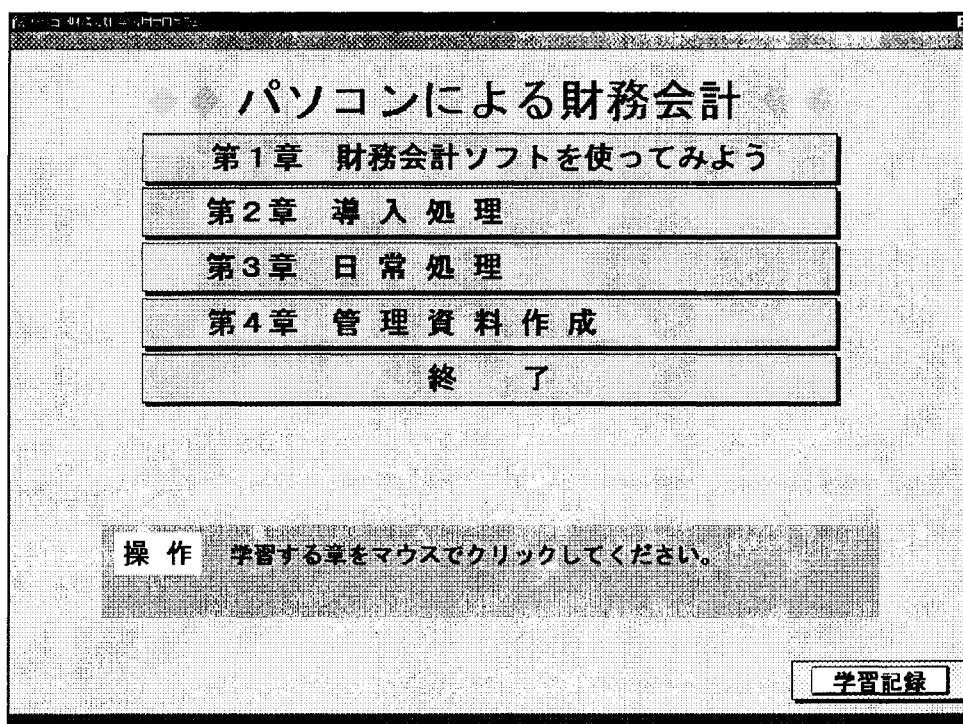 パソコンによる財務会計
第1章 財務会計ソフトを使ってみよう
第2章 導入処理
第3章 日常処理
第4章 管理資料作成
終 了
操 作 学習する章をマウスでクリックしてください。
学習記録